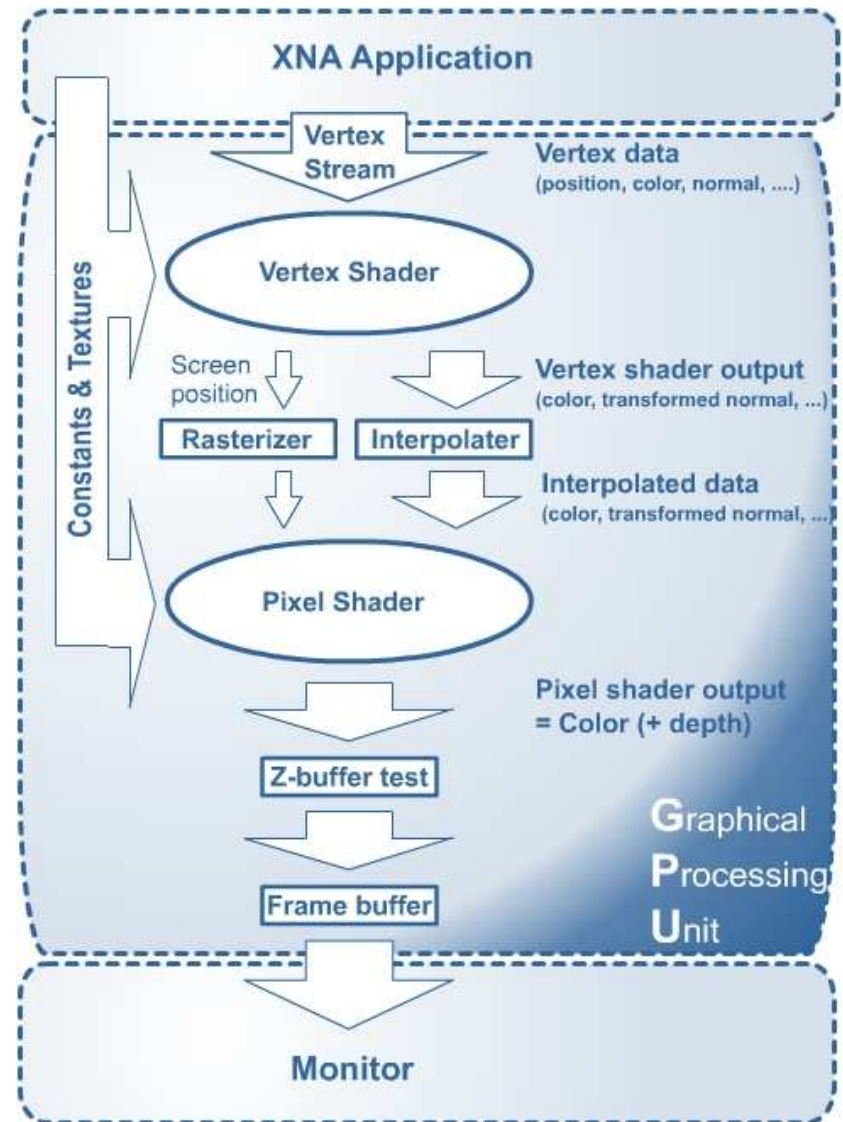 XNA Application
Vertex
Stream
Vertex data
(position, color, normal, ....)
Vertex Shader
Constants & Textures
Screen
position
Vertex shader output
(color, transformed normal, ...)
Rasterizer
Interpolater
Interpolated data
(color, transformed normal, ...)
Pixel Shader
Pixel shader output
= Color (+ depth)
Z-buffer test
Graphical
Processing
Unit
Frame buffer
Monitor